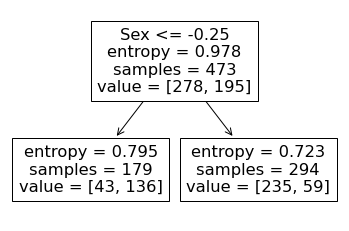 Sex <= -0.25
entropy = 0.978
samples = 473
value = [278, 195]
entropy = 0.795
samples = 179
value = [43, 136]
entropy = 0.723
samples = 294
value = [235, 59]